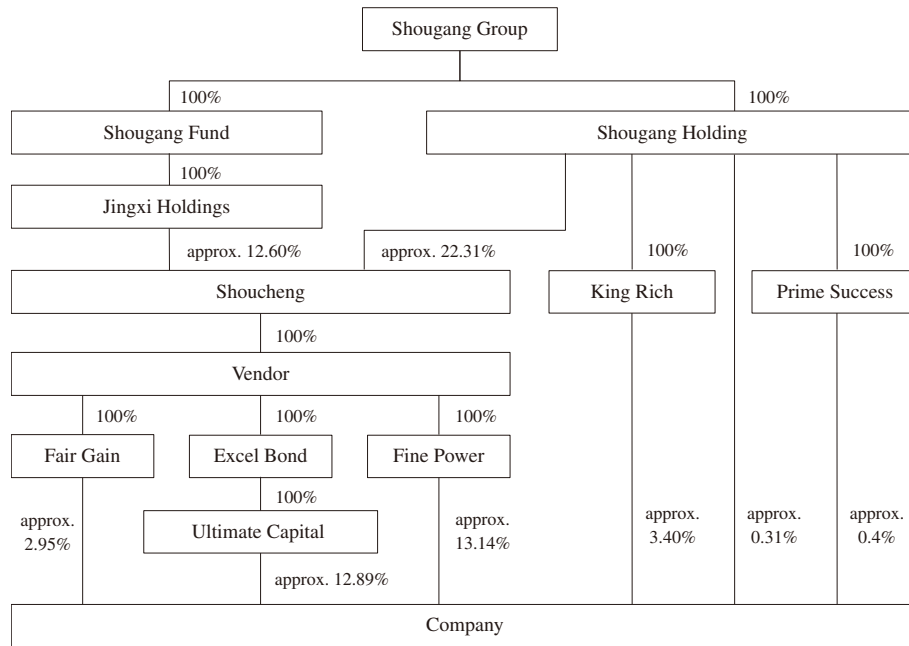 Shougang Group
100%
100%
Shougang Fund
Shougang Holding
100%
Jingxi Holdings
approx. 12.60%
approx. 22.31%
100%
100%
Shoucheng
King Rich
Prime Success
100%
Vendor
100%
100%
100%
Fair Gain
Excel Bond
Fine Power
100%
approx.
2.95%
Ultimate Capital
approx.
13.14%
approx.
3.40%
approx.
0.31%
approx.
0.4%
approx. 12.89%
Company